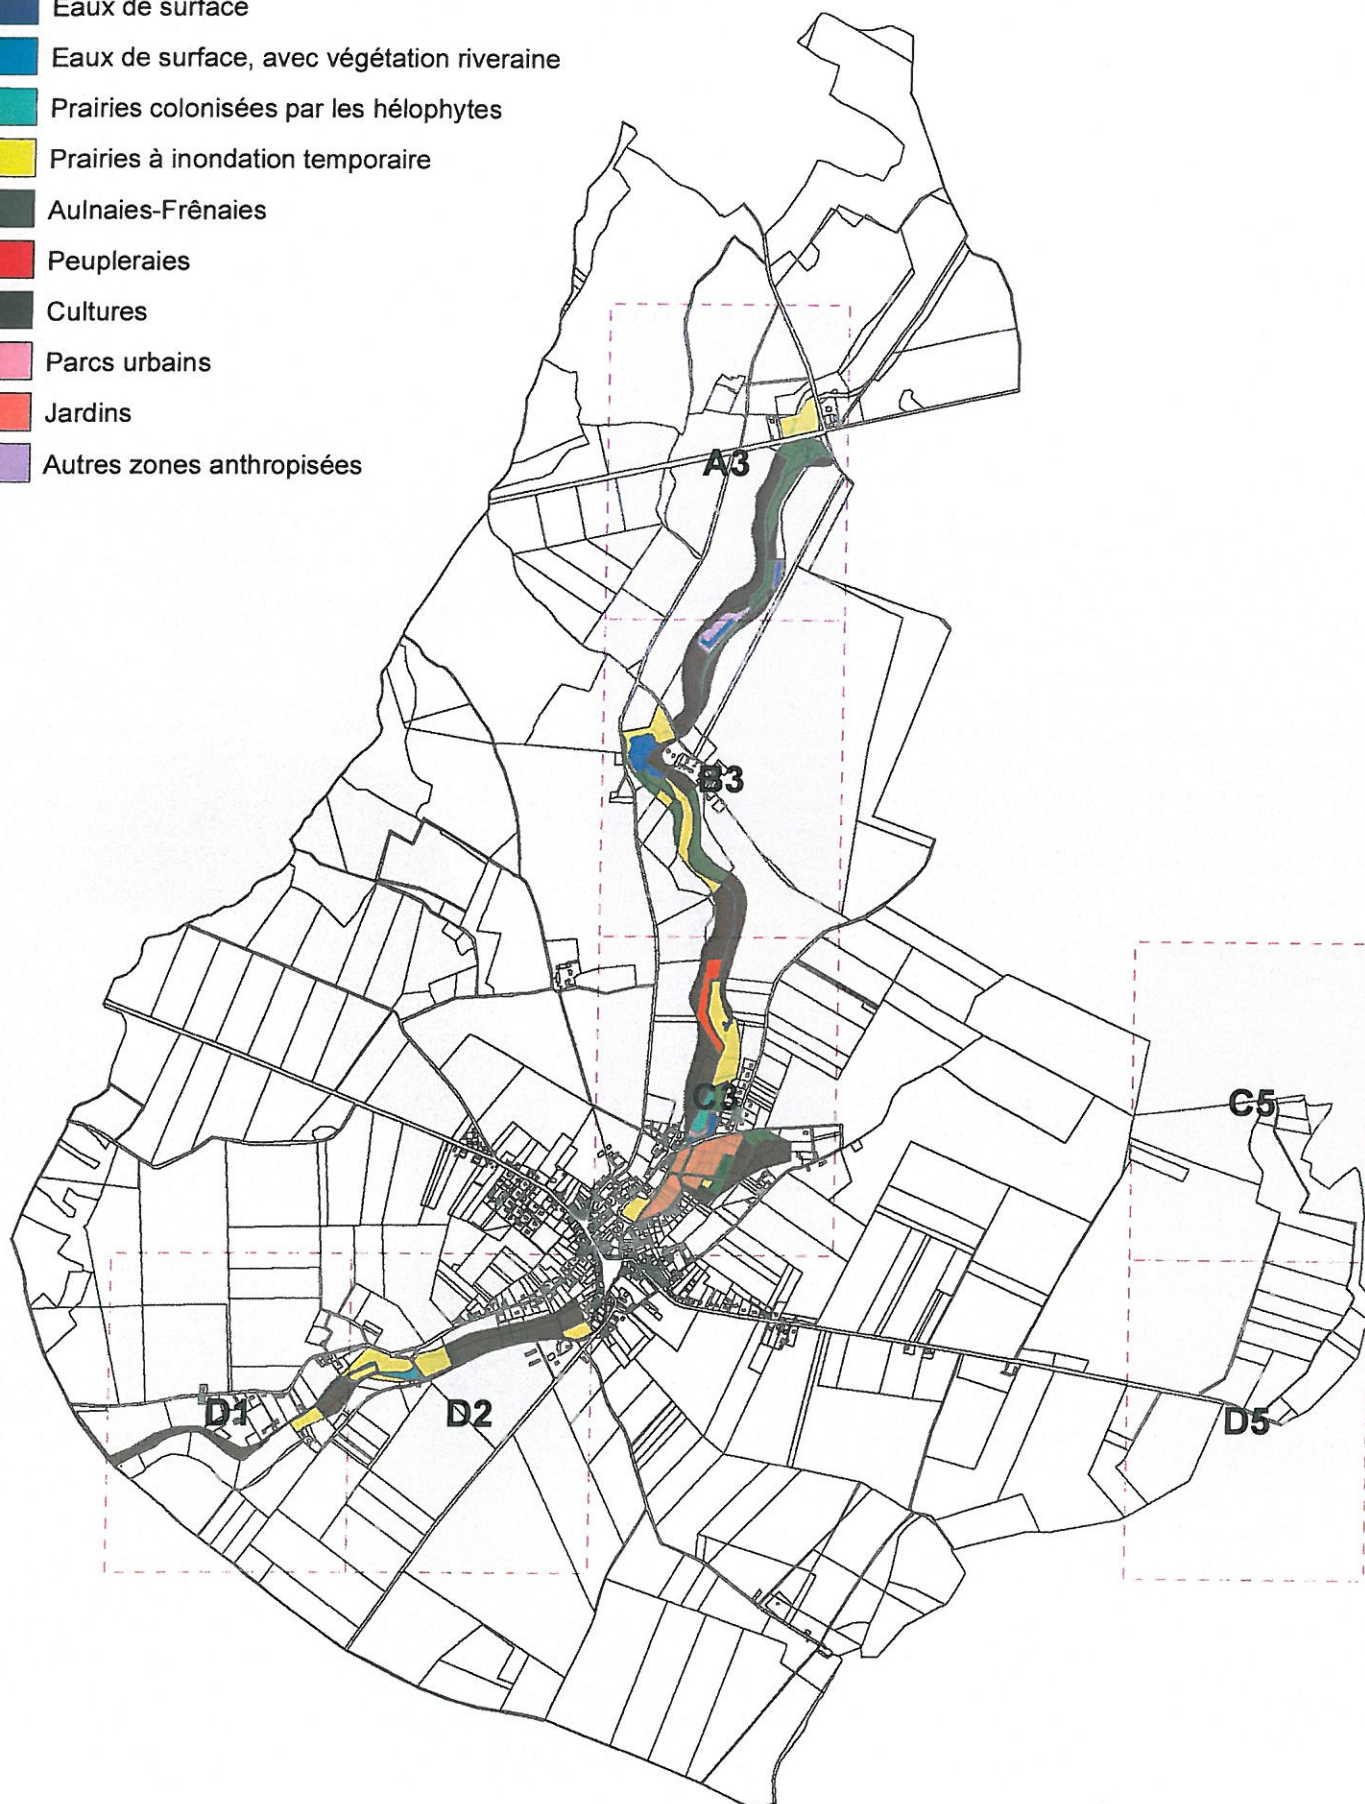 Eaux de surface
Eaux de surface, avec végétation riveraine
Prairies colonisées par les hélophytes
Prairies à inondation temporaire
Aulnaies-Frênaies
Peupleraies
Cultures
Parcs urbains
Jardins
Autres zones anthropisées
A3
B3
C3
C5
D1
D2
D5